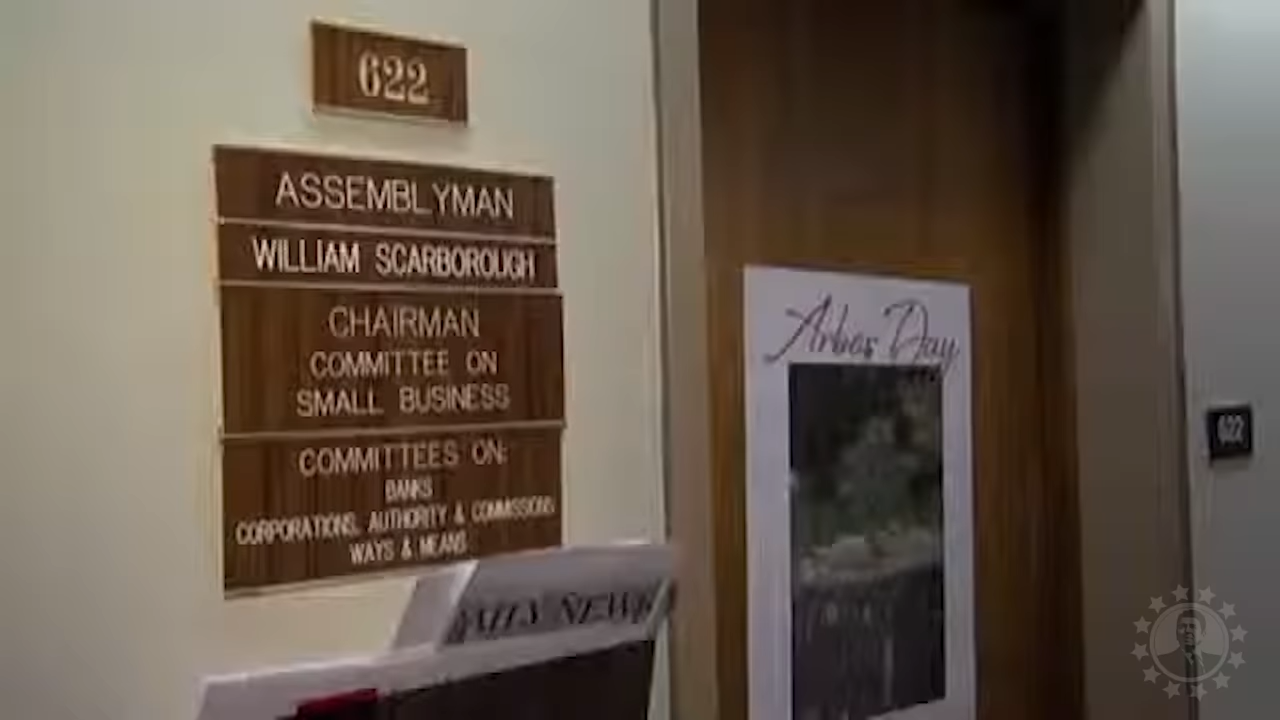 622
ASSEMBLYMAN
WILLIAM SCARBOROUGH
CHAIRMAN
COMMITTEE ON
SMALL BUSINESS
COMMITTEES ON:
BANKS
CORPORATIONS, AUTHORITY & COMMISSIONS
WAYS & MEANS
DAILY NEWS
Arbor Day
622